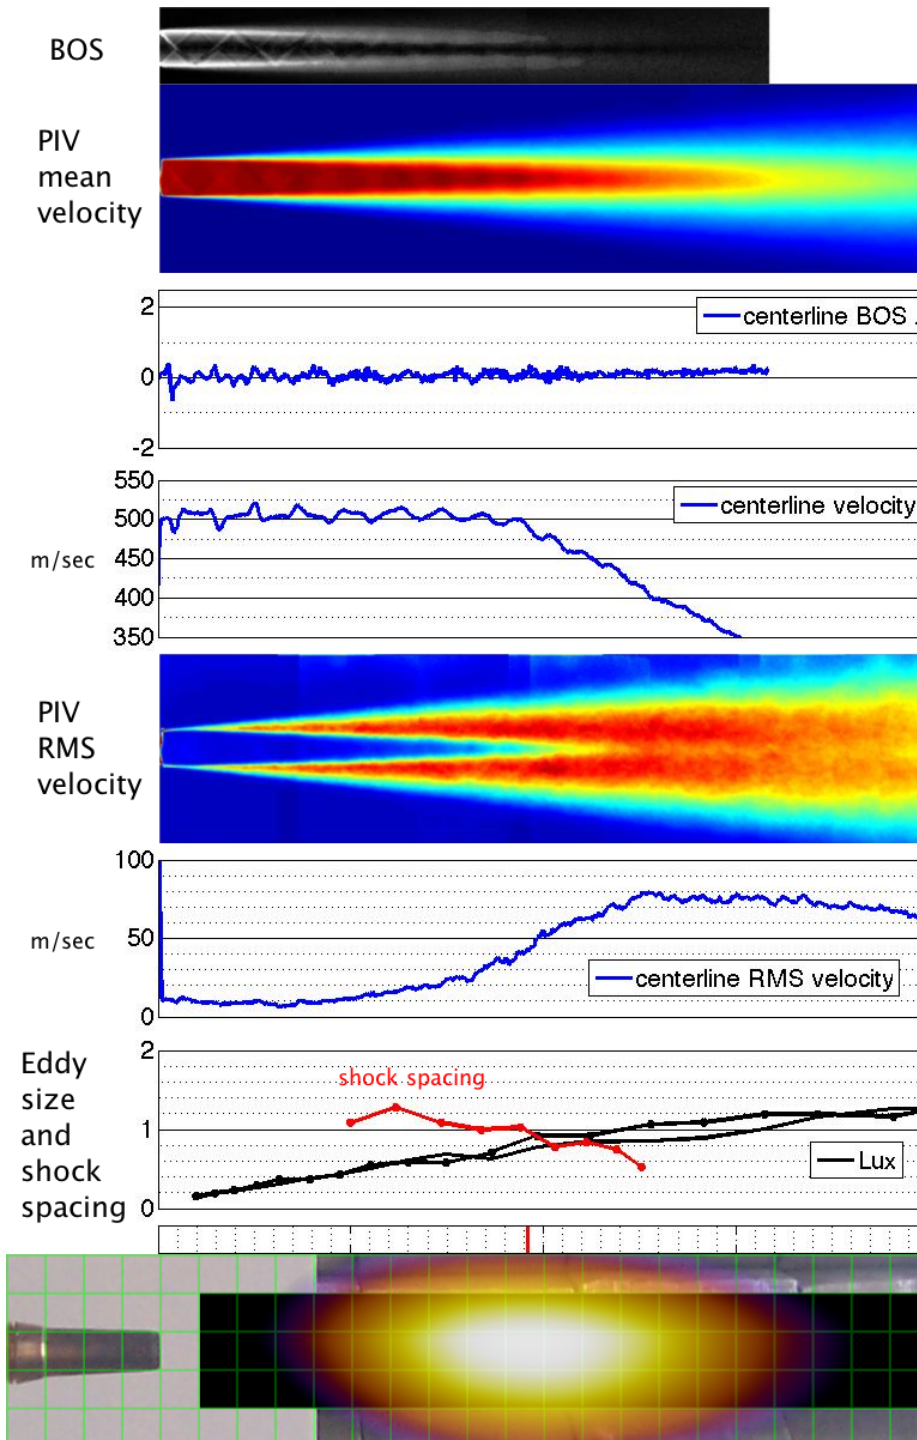 BOS
PIV
mean
velocity
2
centerline BOS .
0
-2
550
centerline velocity
500
m/sec
450
400
350
PIV
RMS
velocity
100
m/sec
50
centerline RMS velocity
0
Eddy
size
and
shock
spacing
2
shock spacing
1
Lux
0